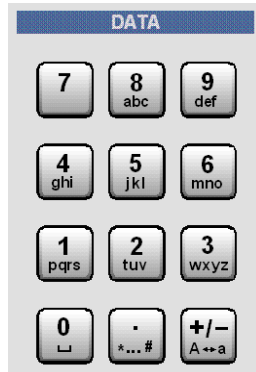 DATA
7 8 9
abc def
4 5 6
ghi jkl mno
1 2 3
pqrs tuv wxyz
0 . +/−
␣ *...# A↔a